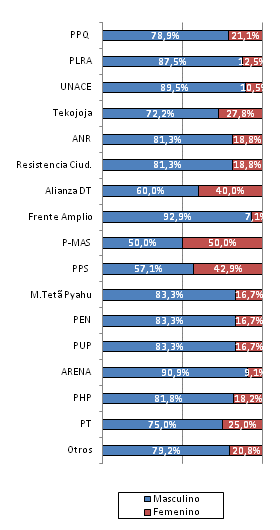 PPQ 78,9% 21,1%
PLRA 87,5% 12,5%
UNACE 89,5% 10,5%
Tekojoja 72,2% 27,8%
ANR 81,3% 18,8%
Resistencia Ciud. 81,3% 18,8%
Alianza DT 60,0% 40,0%
Frente Amplio 92,9% 7,1%
P-MAS 50,0% 50,0%
PPS 57,1% 42,9%
M.Tetã Pyahu 83,3% 16,7%
PEN 83,3% 16,7%
PUP 83,3% 16,7%
ARENA 90,9% 9,1%
PHP 81,8% 18,2%
PT 75,0% 25,0%
Otros 79,2% 20,8%
Masculino
Femenino